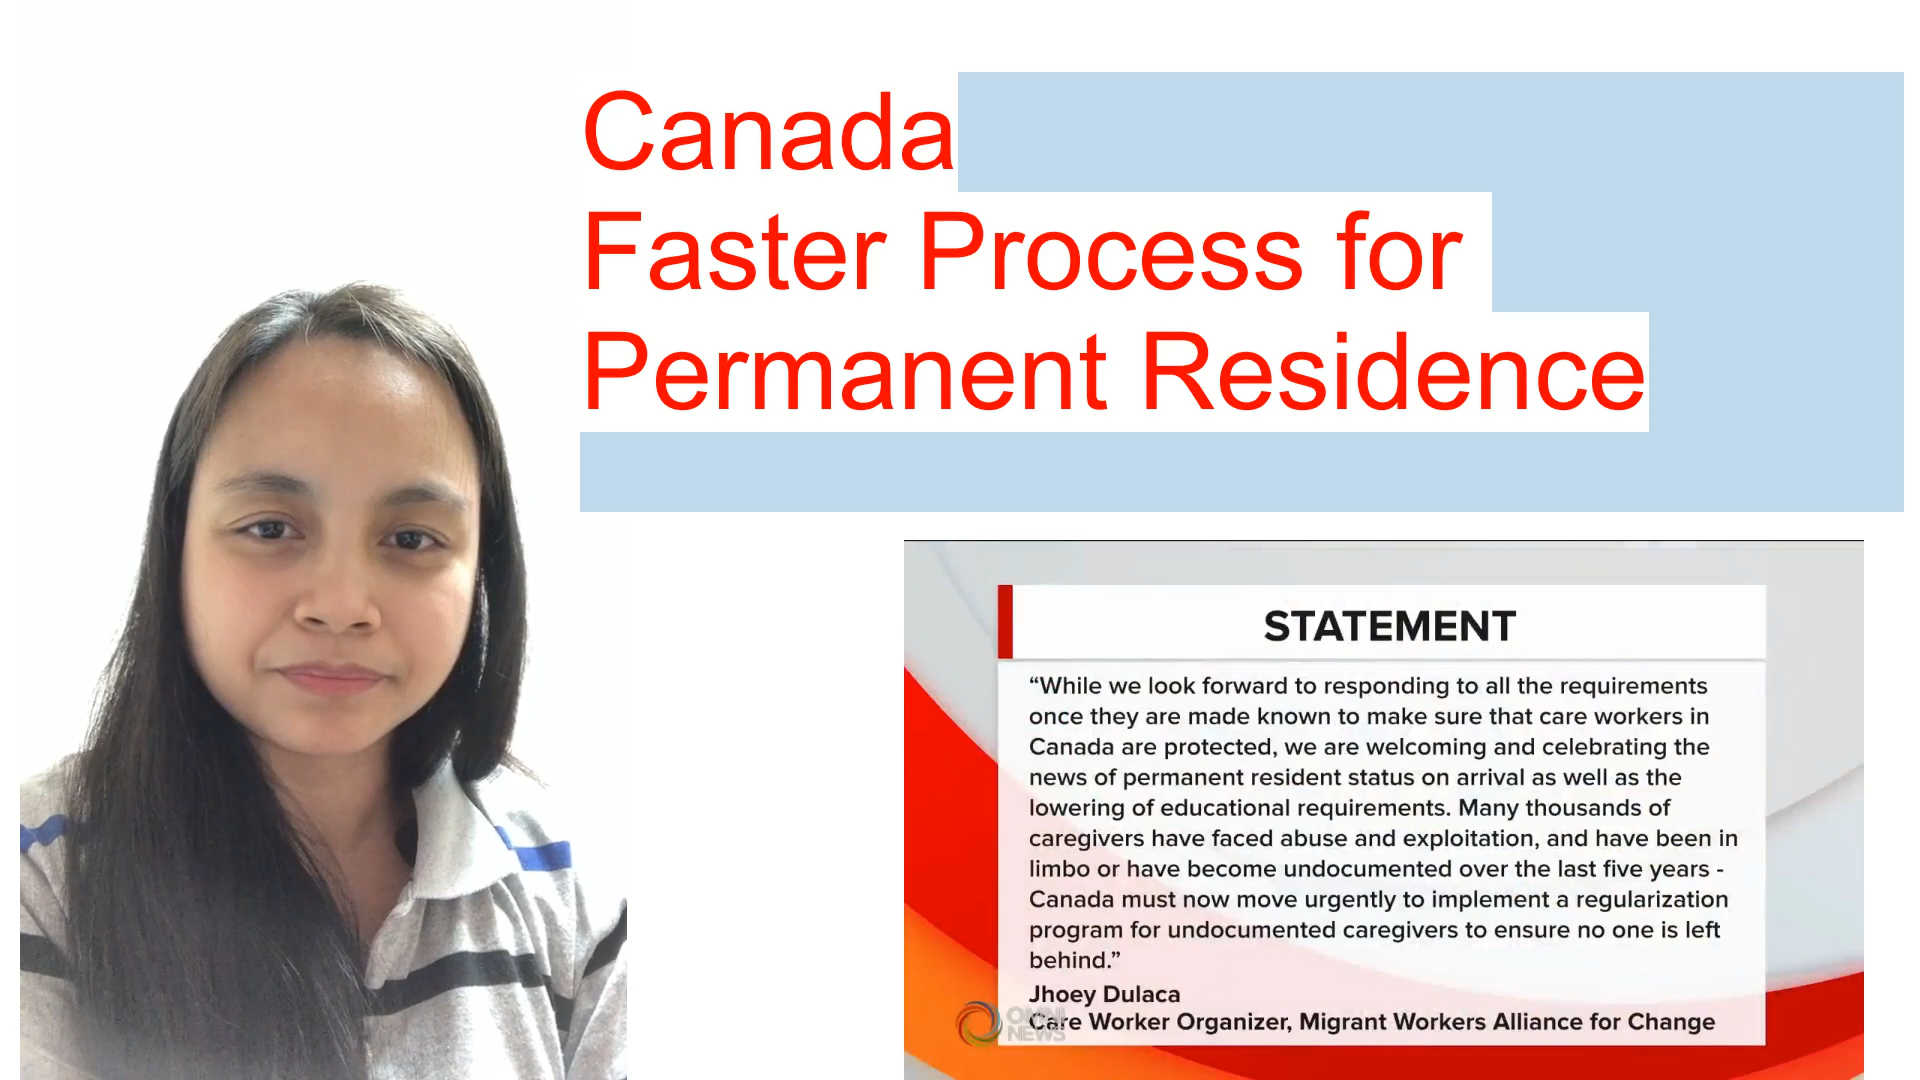 Canada
Faster Process for
Permanent Residence
STATEMENT
“While we look forward to responding to all the requirements
once they are made known to make sure that care workers in
Canada are protected, we are welcoming and celebrating the
news of permanent resident status on arrival as well as the
lowering of educational requirements. Many thousands of
caregivers have faced abuse and exploitation, and have been in
limbo or have become undocumented over the last five years -
Canada must now move urgently to implement a regularization
program for undocumented caregivers to ensure no one is left
behind.”
Jhoey Dulaca
Care Worker Organizer, Migrant Workers Alliance for Change
OMNI
NEWS